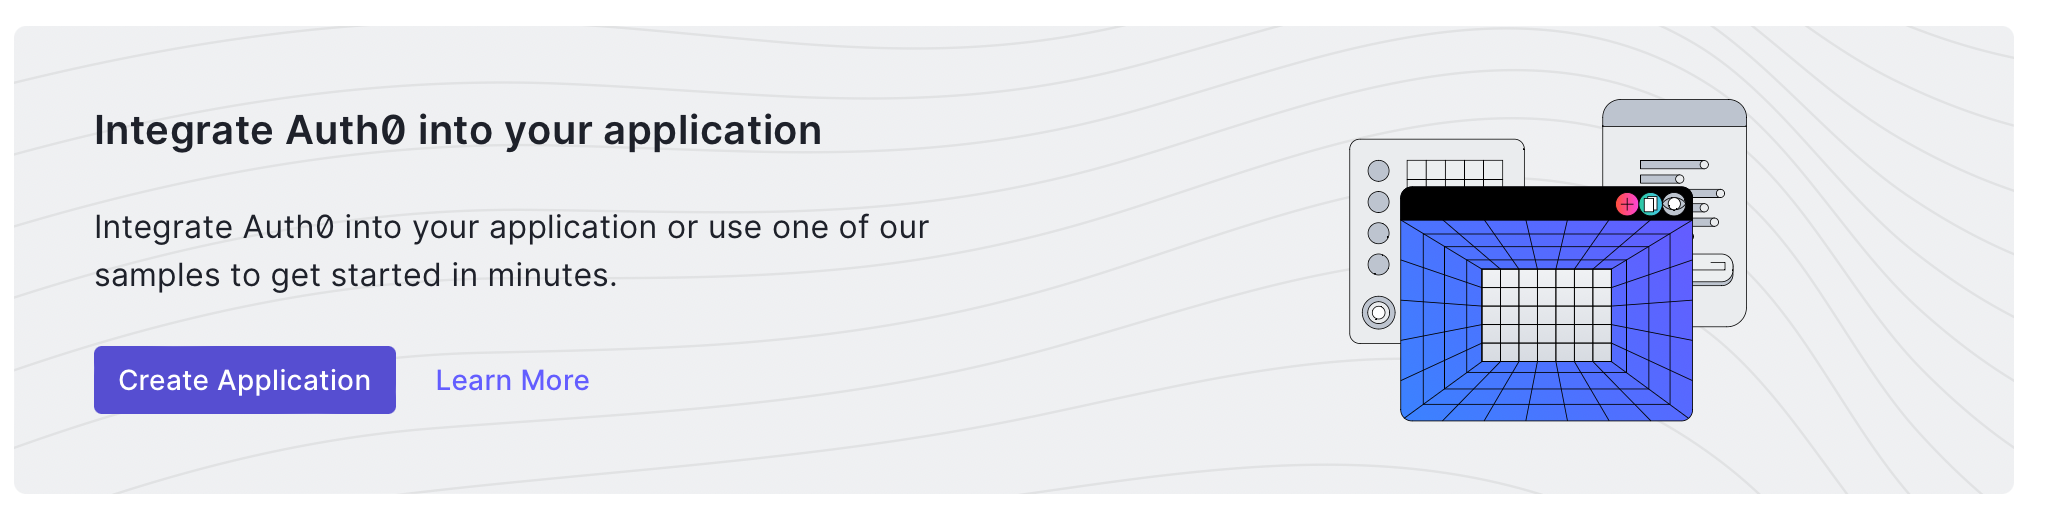 Integrate Auth0 into your application
Integrate Auth0 into your application or use one of our
samples to get started in minutes.
Create Application
Learn More